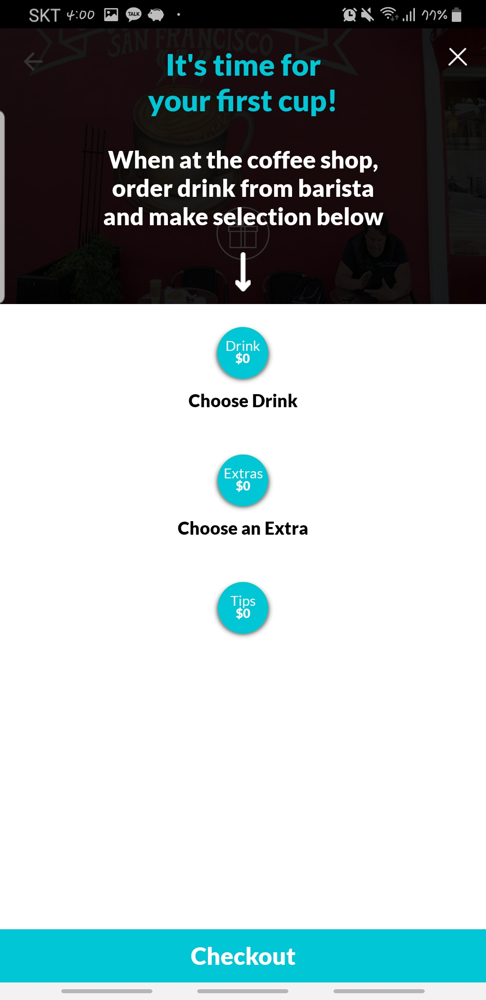 SKT 4:00 TALK 77%
SAN FRANCISCO
It's time for
your first cup!
When at the coffee shop,
order drink from barista
and make selection below
Drink
$0
Choose Drink
Extras
$0
Choose an Extra
Tips
$0
Checkout